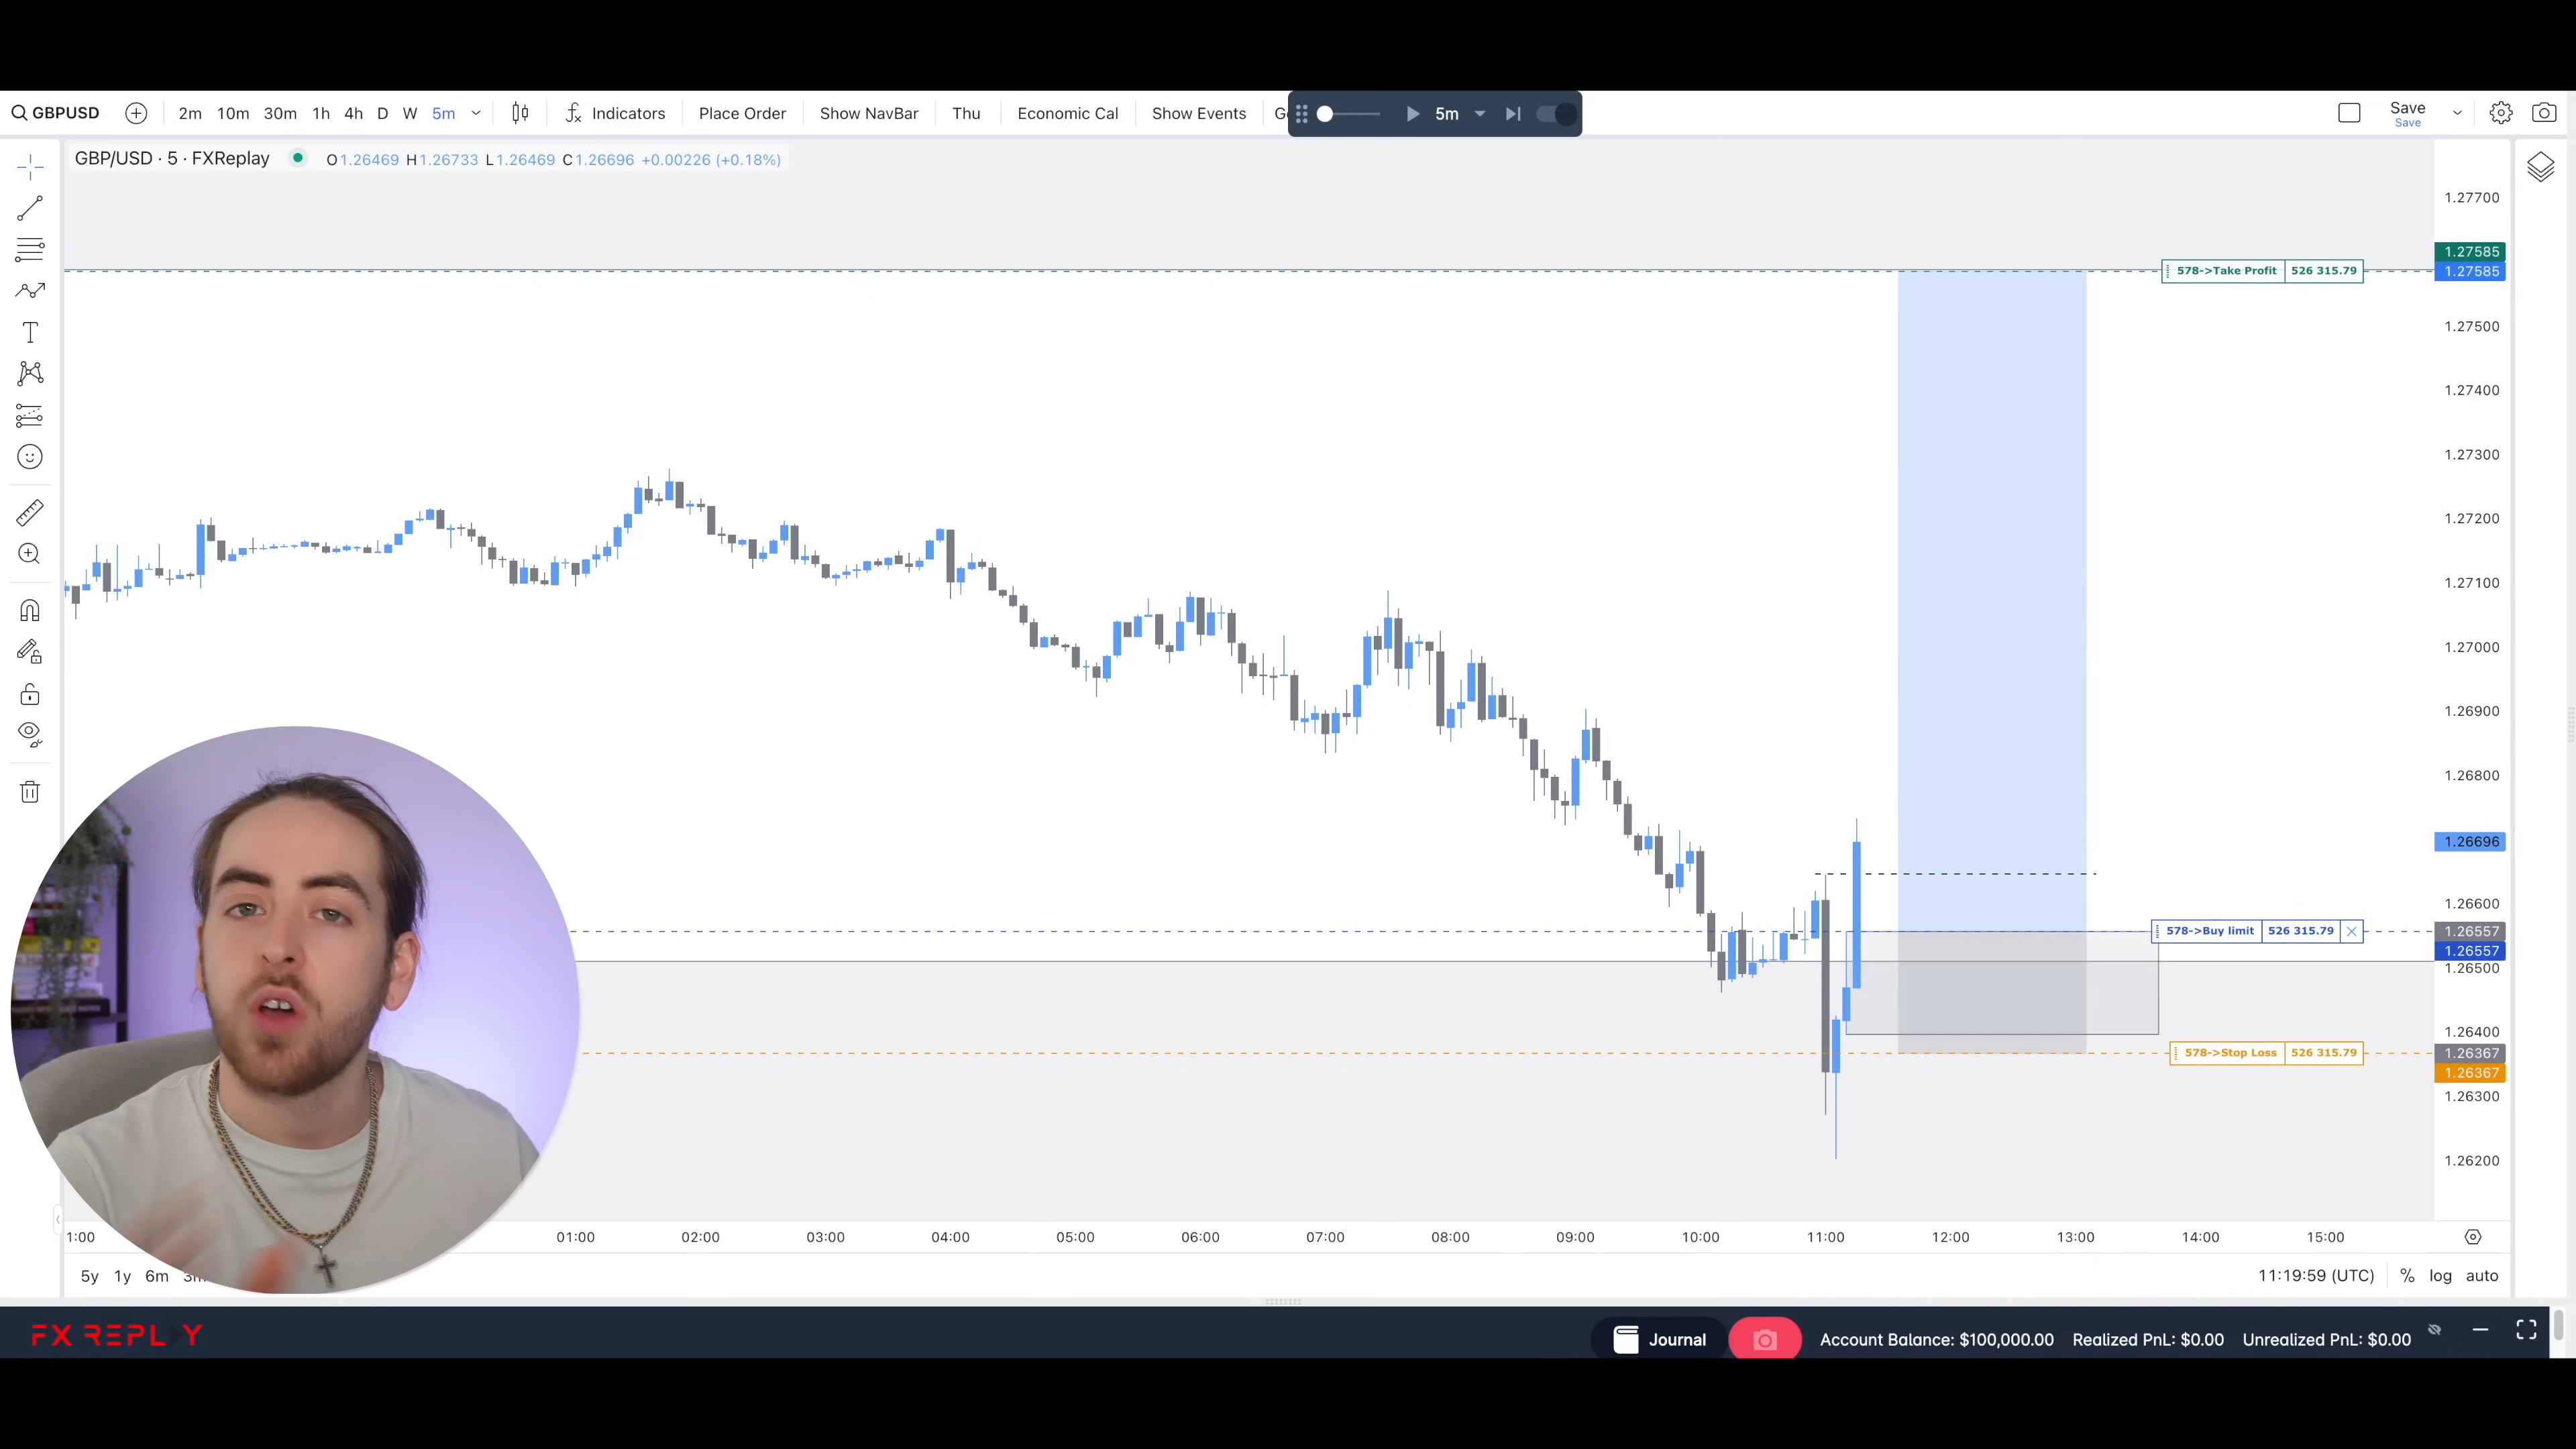 GBPUSD 2m 10m 30m 1h 4h D W 5m Indicators Place Order Show NavBar Thu Economic Cal Show Events G 5m Save
Save
GBP/USD · 5 · FXReplay O1.26469 H1.26733 L1.26469 C1.26696 +0.00226 (+0.18%)
1.27700
1.27585
578->Take Profit 526 315.79 1.27585
1.27500
1.27400
1.27300
1.27200
1.27100
1.27000
1.26900
1.26800
1.26696
1.26600
578->Buy limit 526 315.79 1.26557
1.26557
1.26500
1.26400
578->Stop Loss 526 315.79 1.26367
1.26367
1.26300
1.26200
1:00 01:00 02:00 03:00 04:00 05:00 06:00 07:00 08:00 09:00 10:00 11:00 12:00 13:00 14:00 15:00
5y 1y 6m 3m 11:19:59 (UTC) % log auto
FX REPLAY Journal Account Balance: $100,000.00 Realized PnL: $0.00 Unrealized PnL: $0.00